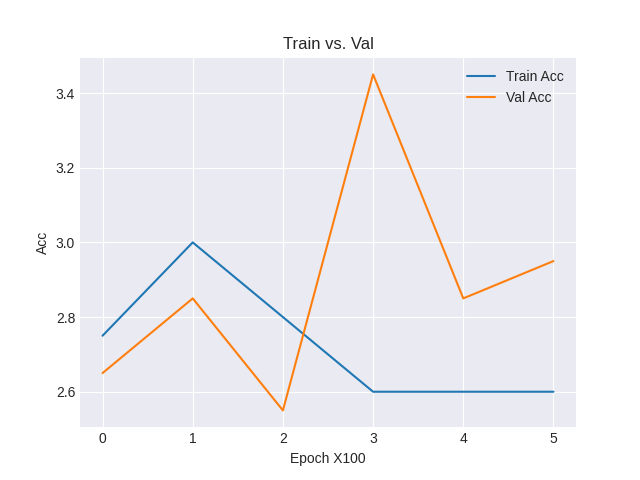 Train vs. Val
Train Acc
Val Acc
3.4
3.2
3.0
2.8
2.6
Acc
0 1 2 3 4 5
Epoch X100